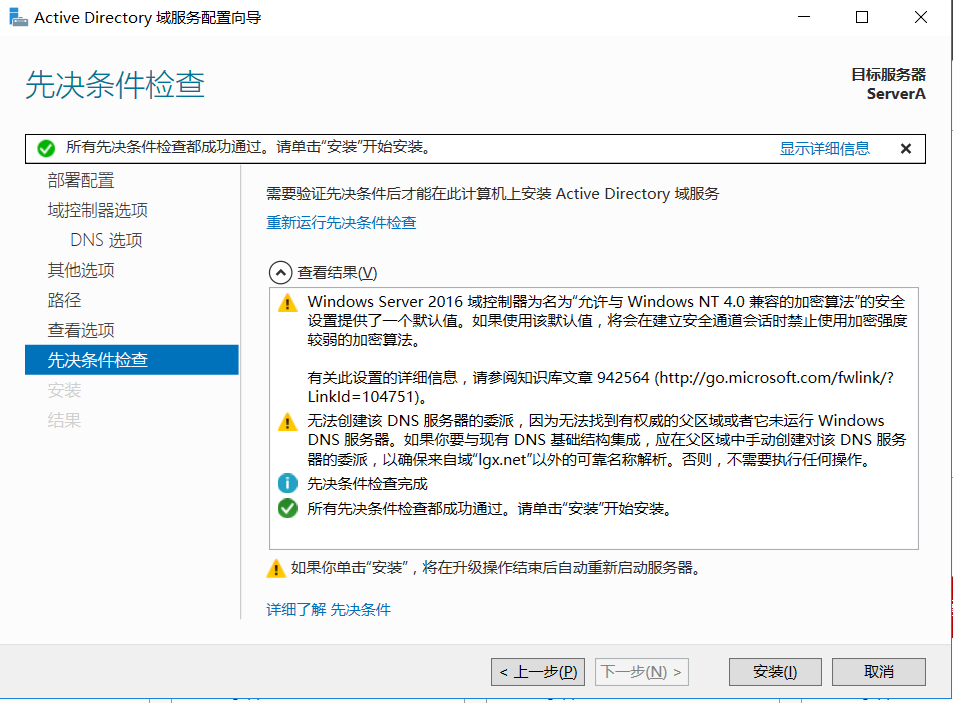 Active Directory 域服务配置向导
先决条件检查
目标服务器
ServerA
所有先决条件检查都成功通过。请单击“安装”开始安装。
显示详细信息
部署配置
域控制器选项
DNS 选项
其他选项
路径
查看选项
先决条件检查
安装
结果
需要验证先决条件后才能在此计算机上安装 Active Directory 域服务
重新运行先决条件检查
查看结果(V)
Windows Server 2016 域控制器为名为“允许与 Windows NT 4.0 兼容的加密算法”的安全
设置提供了一个默认值。如果使用该默认值，将会在建立安全通道会话时禁止使用加密强度
较弱的加密算法。
有关此设置的详细信息，请参阅知识库文章 942564 (http://go.microsoft.com/fwlink/?
LinkId=104751)。
无法创建该 DNS 服务器的委派，因为无法找到有权威的父区域或者它未运行 Windows
DNS 服务器。如果你要与现有 DNS 基础结构集成，应在父区域中手动创建对该 DNS 服务
器的委派，以确保来自域“lgx.net”以外的可靠名称解析。否则，不需要执行任何操作。
先决条件检查完成
所有先决条件检查都成功通过。请单击“安装”开始安装。
如果你单击“安装”，将在升级操作结束后自动重新启动服务器。
详细了解 先决条件
< 上一步(P)
下一步(N) >
安装(I)
取消